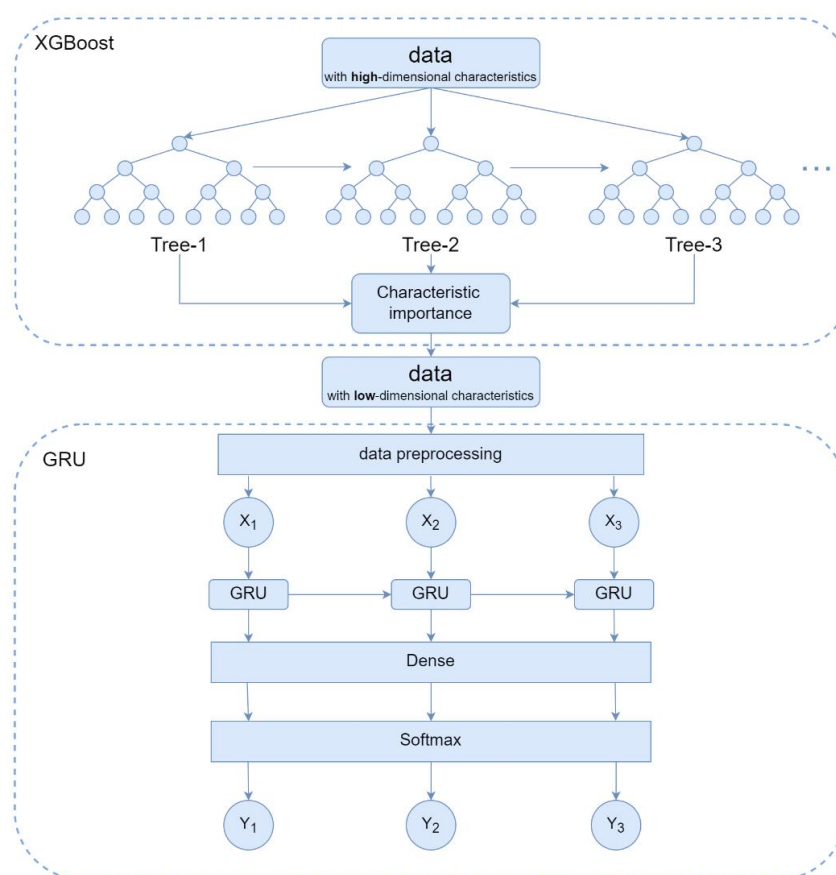 XGBoost
data
with high-dimensional characteristics
...
Tree-1
Tree-2
Tree-3
Characteristic
importance
data
with low-dimensional characteristics
GRU
data preprocessing
X₁
X₂
X₃
GRU
GRU
GRU
Dense
Softmax
Y₁
Y₂
Y₃